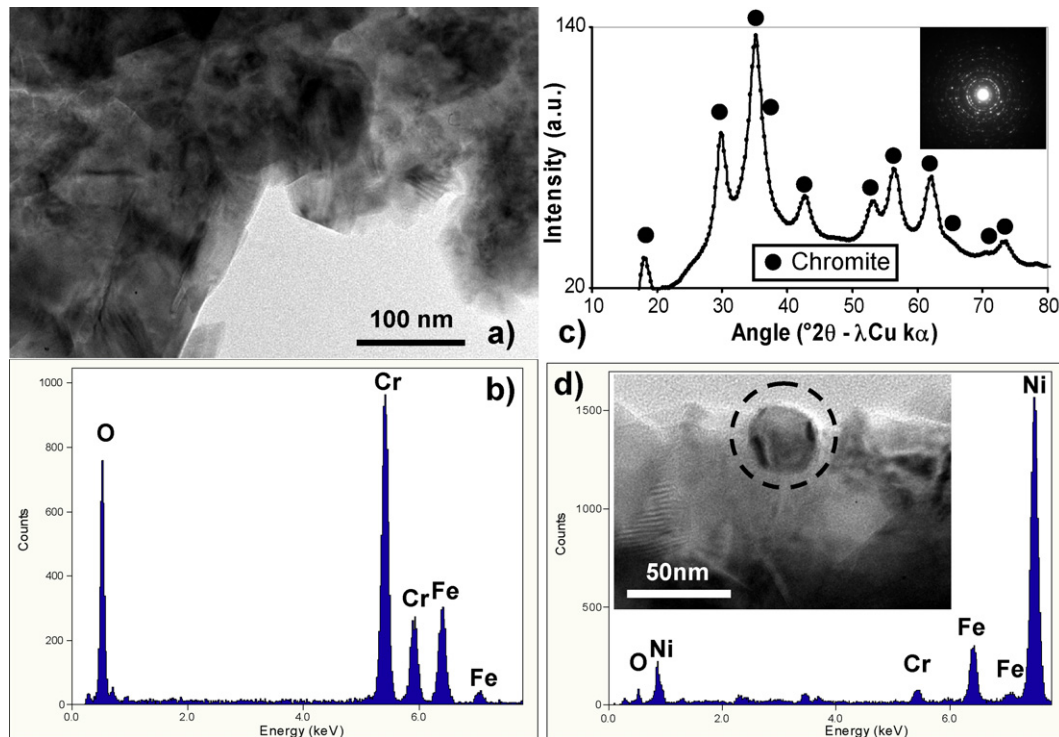 100 nm
a)
140
Intensity (a.u.)
20
Chromite
10 20 30 40 50 60 70 80
Angle (°2θ - λCu kα)
c)
b)
1000
800
600
400
200
0
Counts
O
Cr
Cr
Fe
Fe
0.0 2.0 4.0 6.0
Energy (keV)
d)
1500
1000
500
0
Counts
50nm
O
Ni
Cr
Fe
Fe
Ni
0.0 2.0 4.0 6.0
Energy (keV)